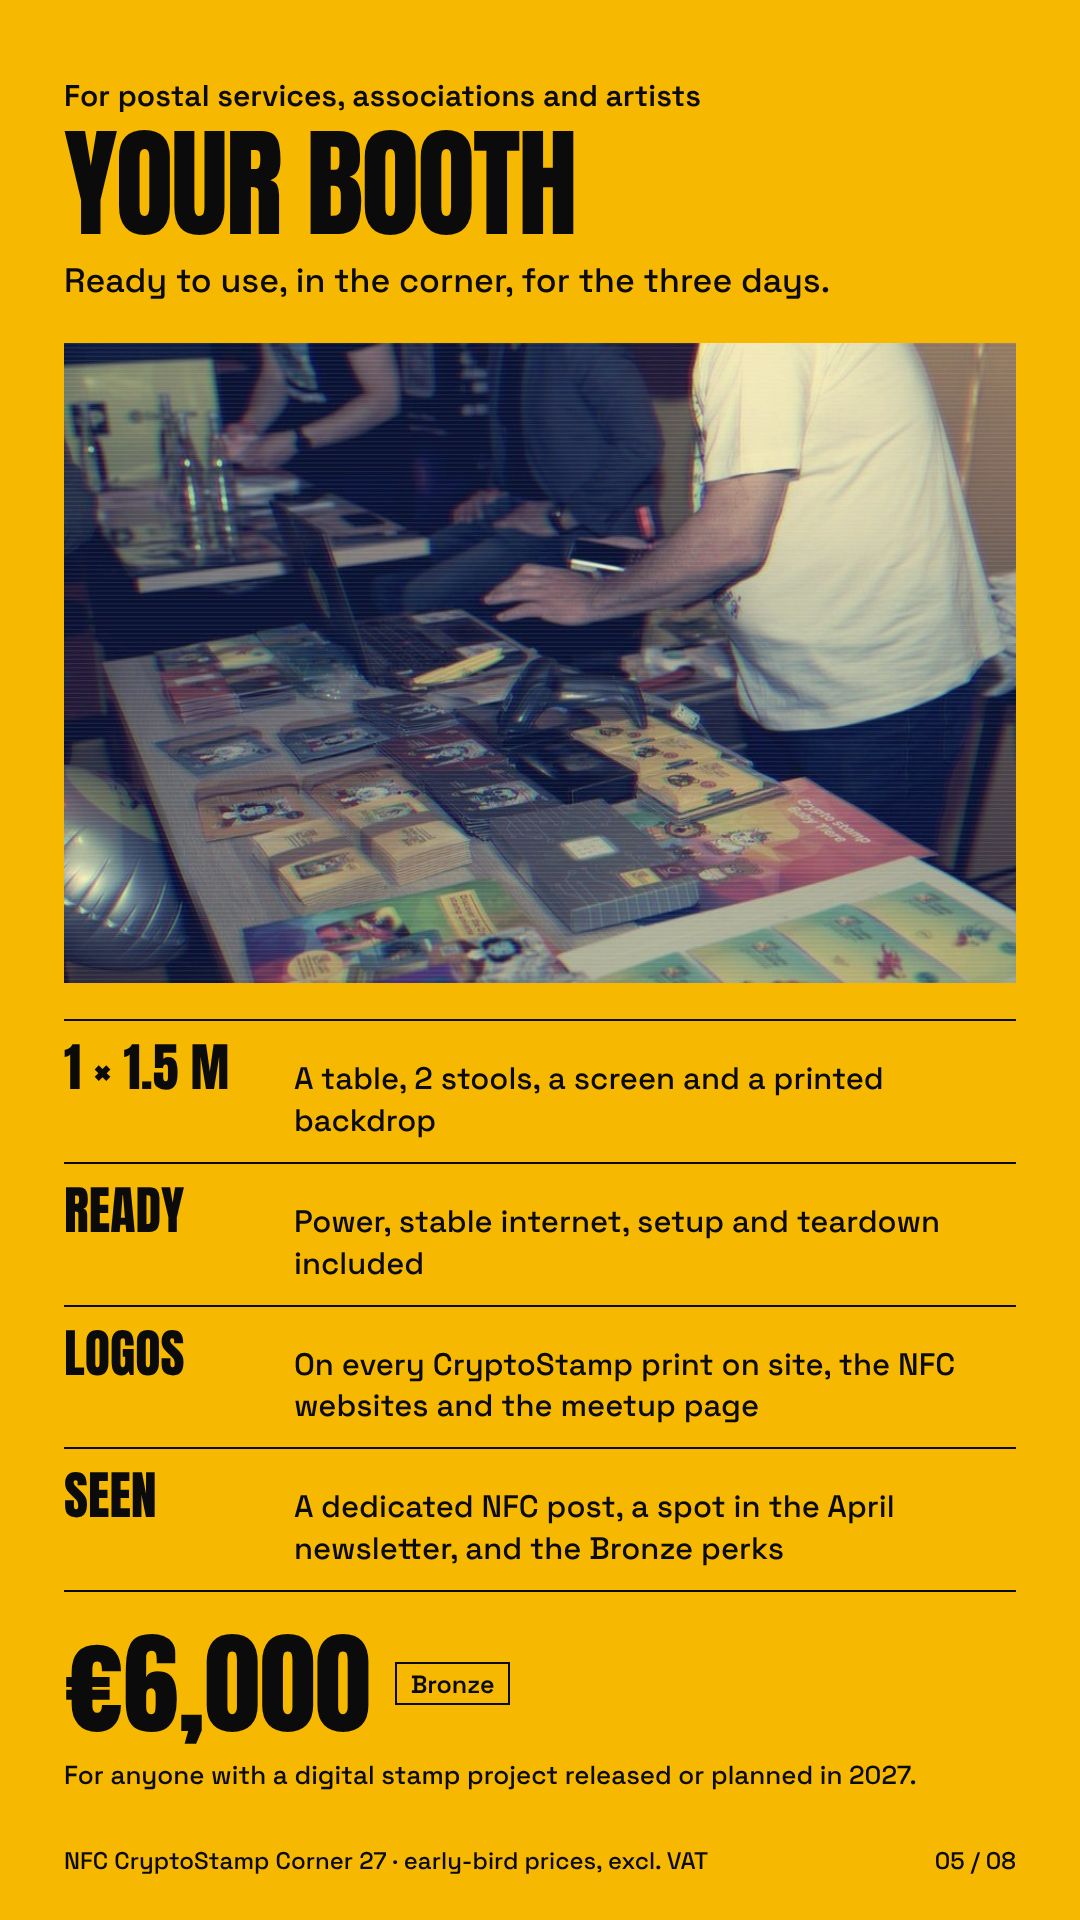 For postal services, associations and artists
YOUR BOOTH
Ready to use, in the corner, for the three days.
Crypto stamp
Baby Tiere
1 × 1.5 M
A table, 2 stools, a screen and a printed
backdrop
READY
Power, stable internet, setup and teardown
included
LOGOS
On every CryptoStamp print on site, the NFC
websites and the meetup page
SEEN
A dedicated NFC post, a spot in the April
newsletter, and the Bronze perks
€6,000
Bronze
For anyone with a digital stamp project released or planned in 2027.
NFC CryptoStamp Corner 27 · early-bird prices, excl. VAT
05 / 08